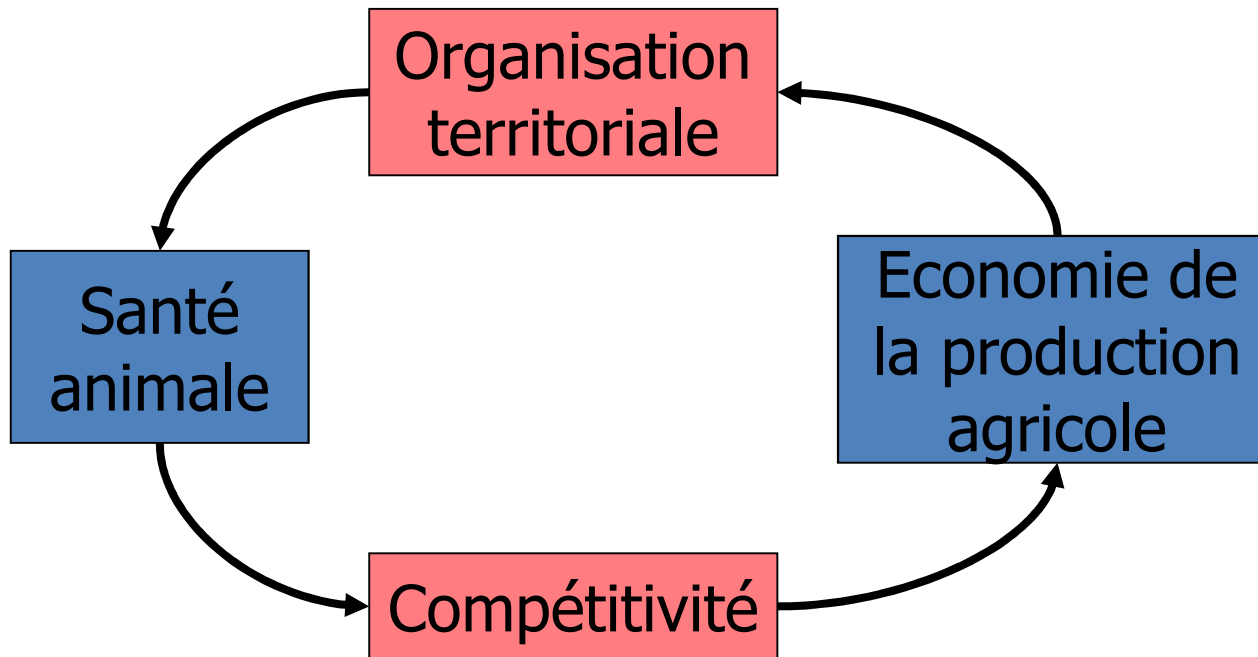 Organisation
territoriale
Santé
animale
Economie de
la production
agricole
Compétitivité